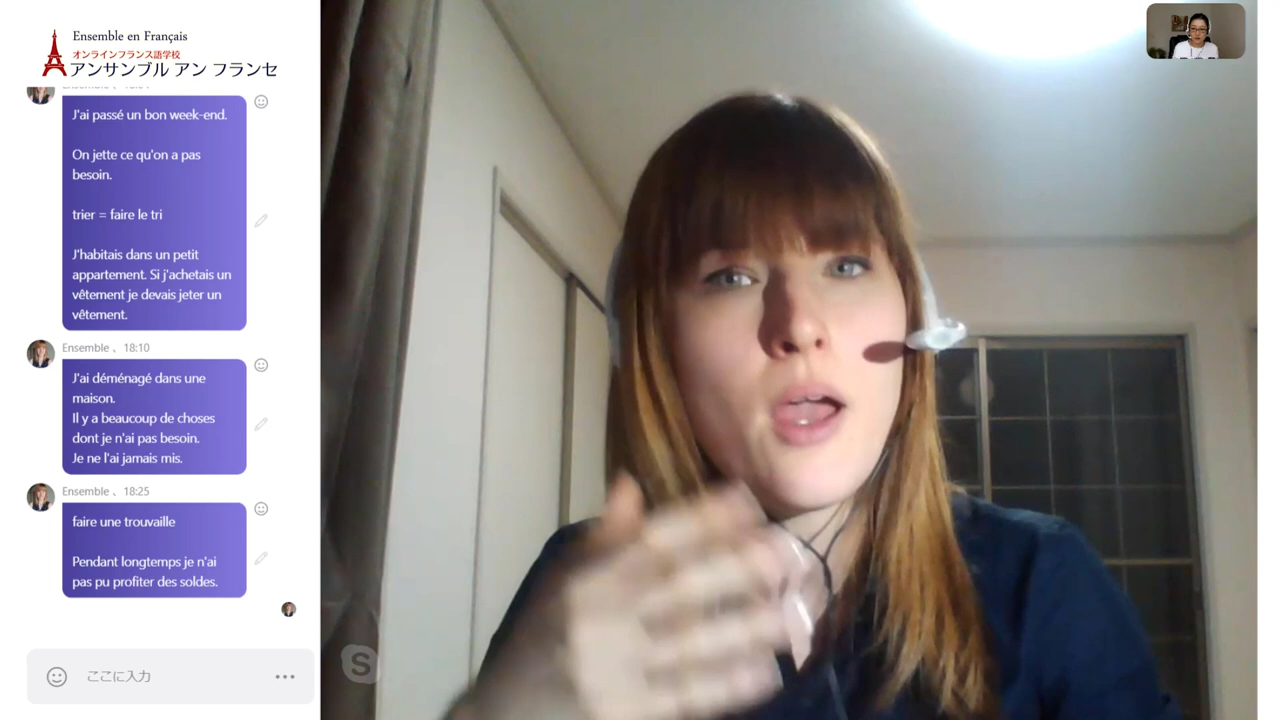 Ensemble en Français
オンラインフランス語学校
アンサンブル アン フランセ
J'ai passé un bon week-end.
On jette ce qu'on a pas
besoin.
trier = faire le tri
J'habitais dans un petit
appartement. Si j'achetais un
vêtement je devais jeter un
vêtement.
Ensemble 、 18:10
J'ai déménagé dans une
maison.
Il y a beaucoup de choses
dont je n'ai pas besoin.
Je ne l'ai jamais mis.
Ensemble 、 18:25
faire une trouvaille
Pendant longtemps je n'ai
pas pu profiter des soldes.
ここに入力
S